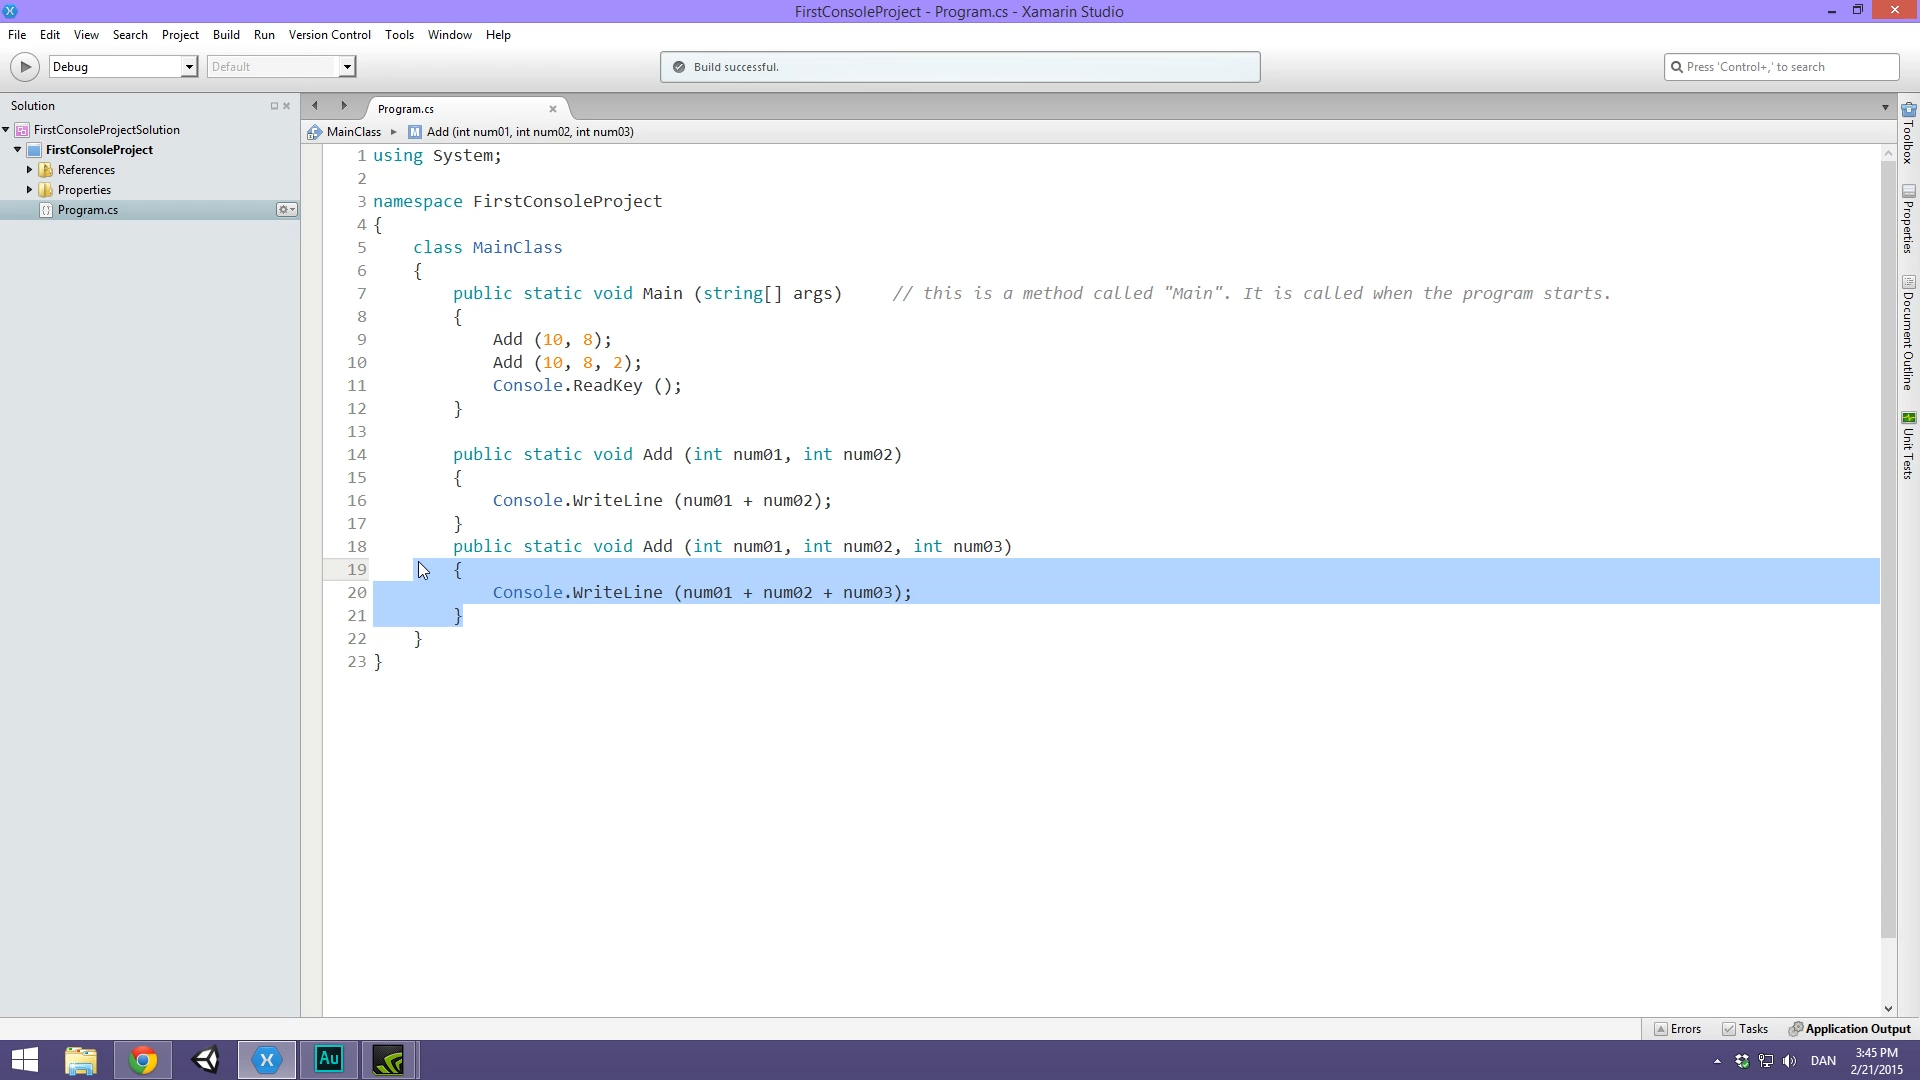 FirstConsoleProject - Program.cs - Xamarin Studio
File Edit View Search Project Build Run Version Control Tools Window Help
Debug Default Build successful. Press 'Control+,' to search
Solution
FirstConsoleProjectSolution
FirstConsoleProject
References
Properties
Program.cs
Program.cs
MainClass Add (int num01, int num02, int num03)
1 using System;
2
3 namespace FirstConsoleProject
4 {
5 class MainClass
6 {
7 public static void Main (string[] args) // this is a method called "Main". It is called when the program starts.
8 {
9 Add (10, 8);
10 Add (10, 8, 2);
11 Console.ReadKey ();
12 }
13
14 public static void Add (int num01, int num02)
15 {
16 Console.WriteLine (num01 + num02);
17 }
18 public static void Add (int num01, int num02, int num03)
19 {
20 Console.WriteLine (num01 + num02 + num03);
21 }
22 }
23 }
Toolbox
Properties
Document Outline
Unit Tests
Errors Tasks Application Output
Au
DAN
3:45 PM
2/21/2015